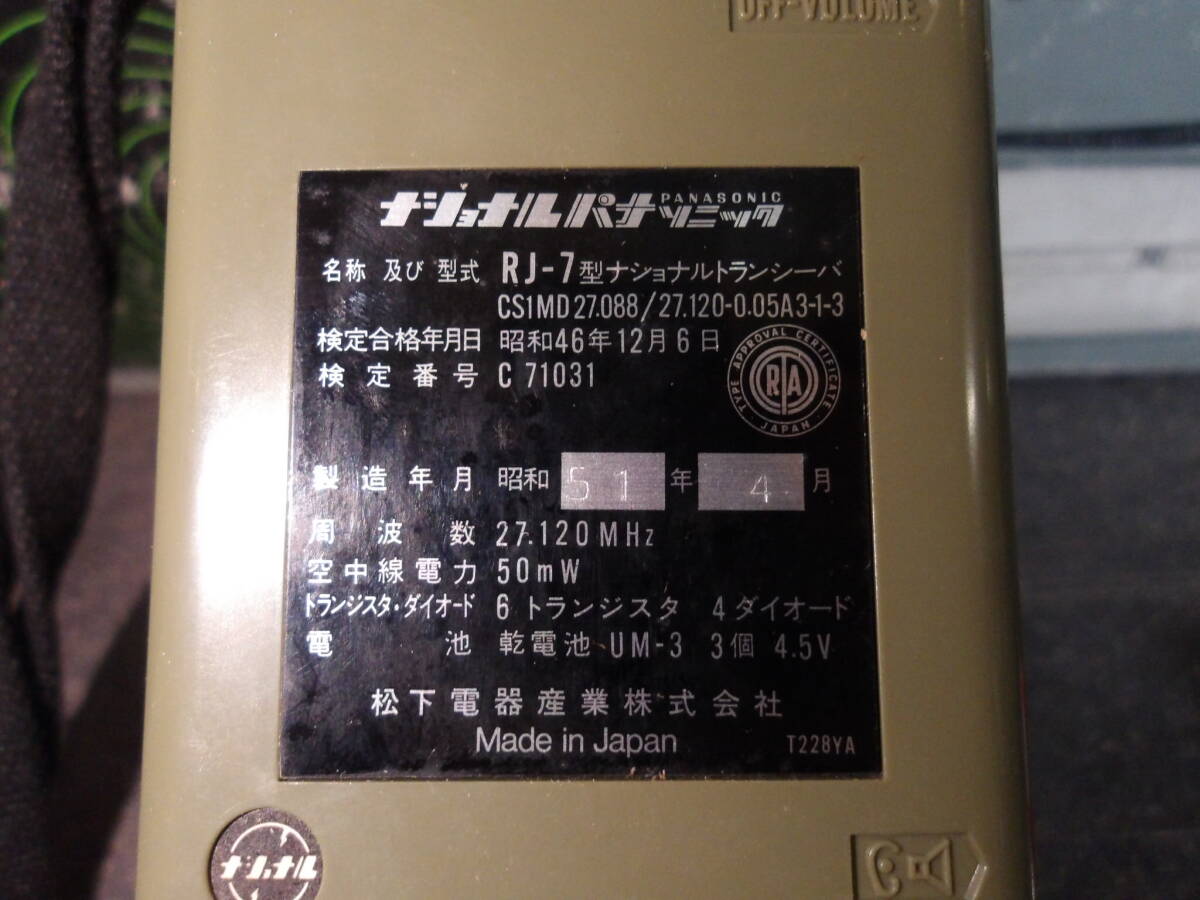 OFF-VOLUME
ナショナルパナソニック PANASONIC
名称 及び 型式 RJ-7型ナショナルトランシーバ
CS1MD27.088/27.120-0.05A3-1-3
検定合格年月日 昭和46年12月6日
検定番号 C 71031
TYPE APPROVAL CERTIFICATE
RTA
JAPAN
製造年月 昭和 51 年 4 月
周波数 27.120MHz
空中線電力 50mW
トランジスタ・ダイオード 6トランジスタ 4ダイオード
電池 乾電池 UM-3 3個 4.5V
松下電器産業株式会社
Made in Japan T228YA
ナショナル